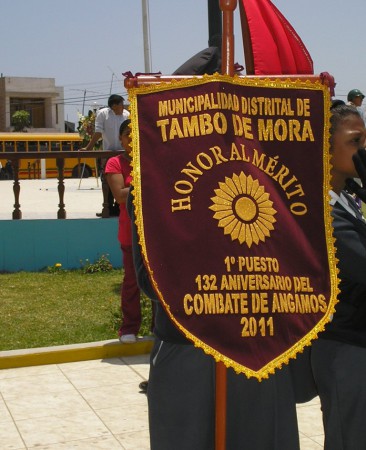 MUNICIPALIDAD DISTRITAL DE
TAMBO DE MORA
HONOR AL MÉRITO
1° PUESTO
132 ANIVERSARIO DEL
COMBATE DE ANGAMOS
2011